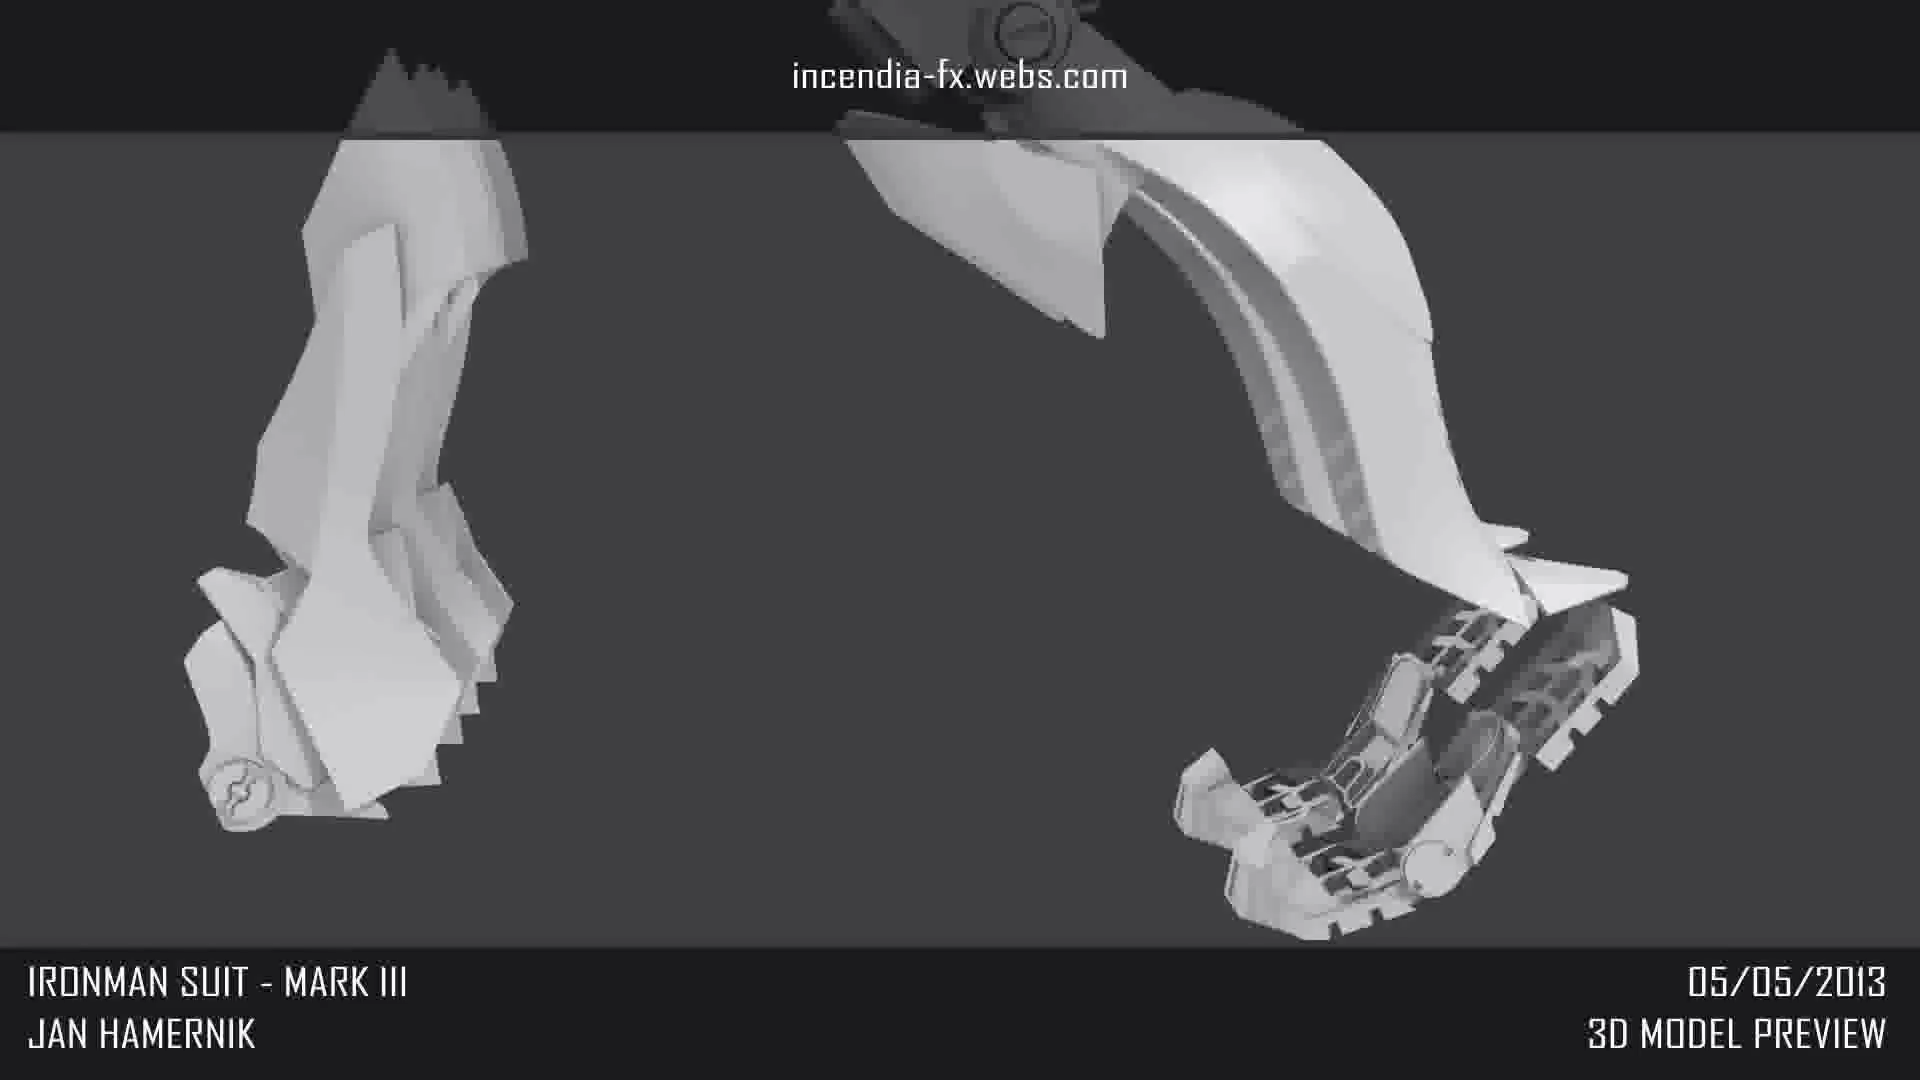 incendia-fx.webs.com
IRONMAN SUIT - MARK III
JAN HAMERNIK
05/05/2013
3D MODEL PREVIEW